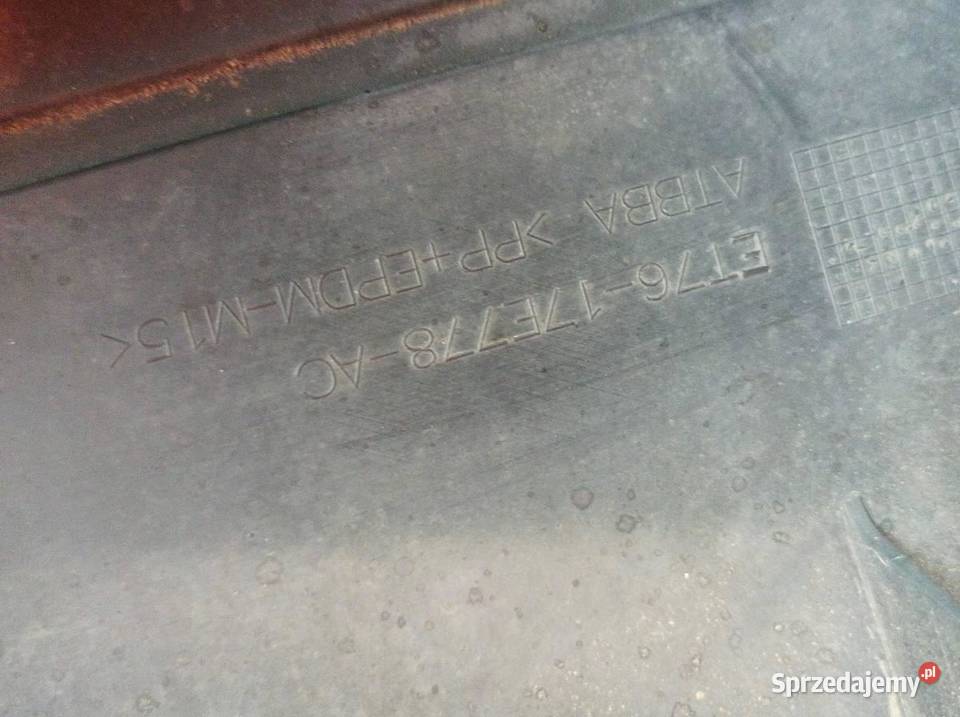 ET76-17E778-AC
ATBBA >PP+EPDM-M15<
Sprzedajemy.pl